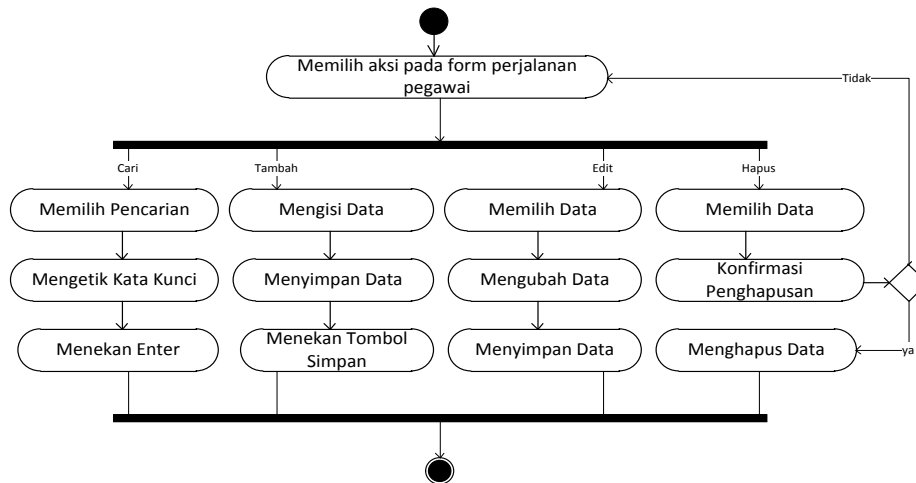 Memilih aksi pada form perjalanan
pegawai
Tidak
Cari
Tambah
Edit
Hapus
Memilih Pencarian
Mengisi Data
Memilih Data
Memilih Data
Mengetik Kata Kunci
Menyimpan Data
Mengubah Data
Konfirmasi
Penghapusan
Menekan Enter
Menekan Tombol
Simpan
Menyimpan Data
Menghapus Data
ya